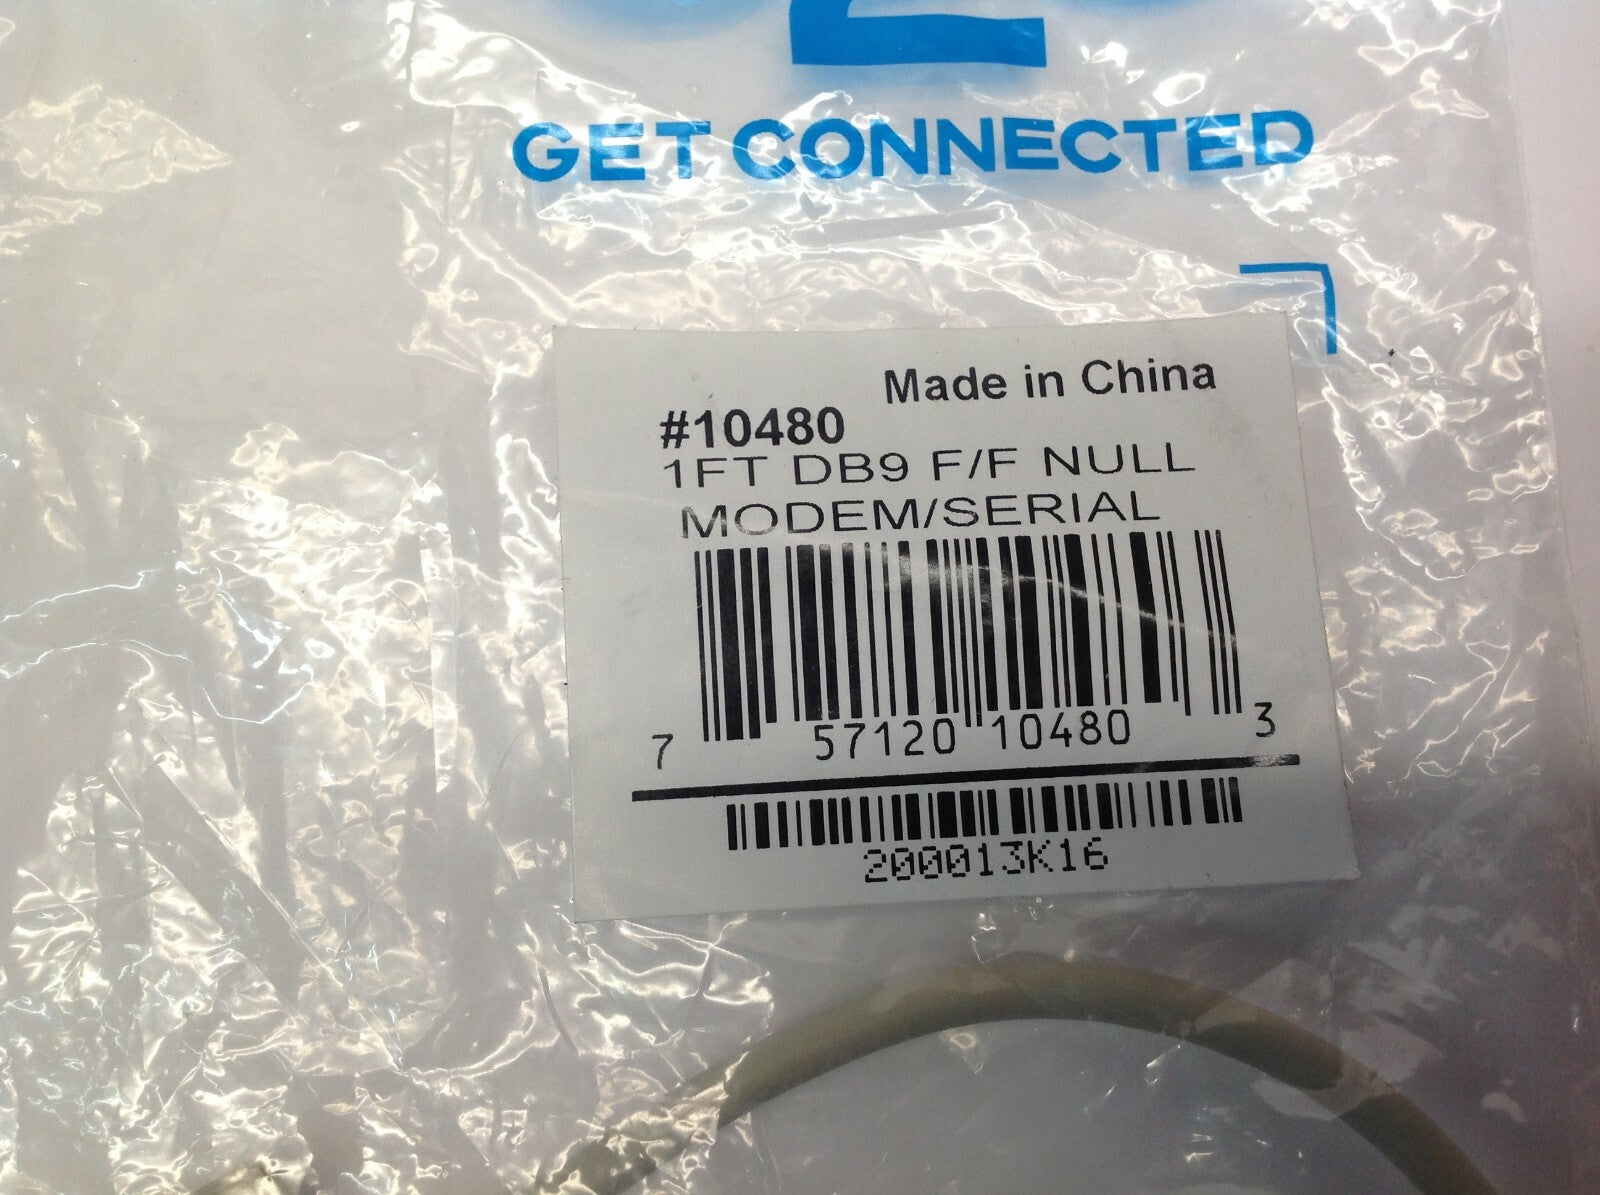 GET CONNECTED
Made in China
#10480
1FT DB9 F/F NULL
MODEM/SERIAL
7 57120 10480 3
200013K16